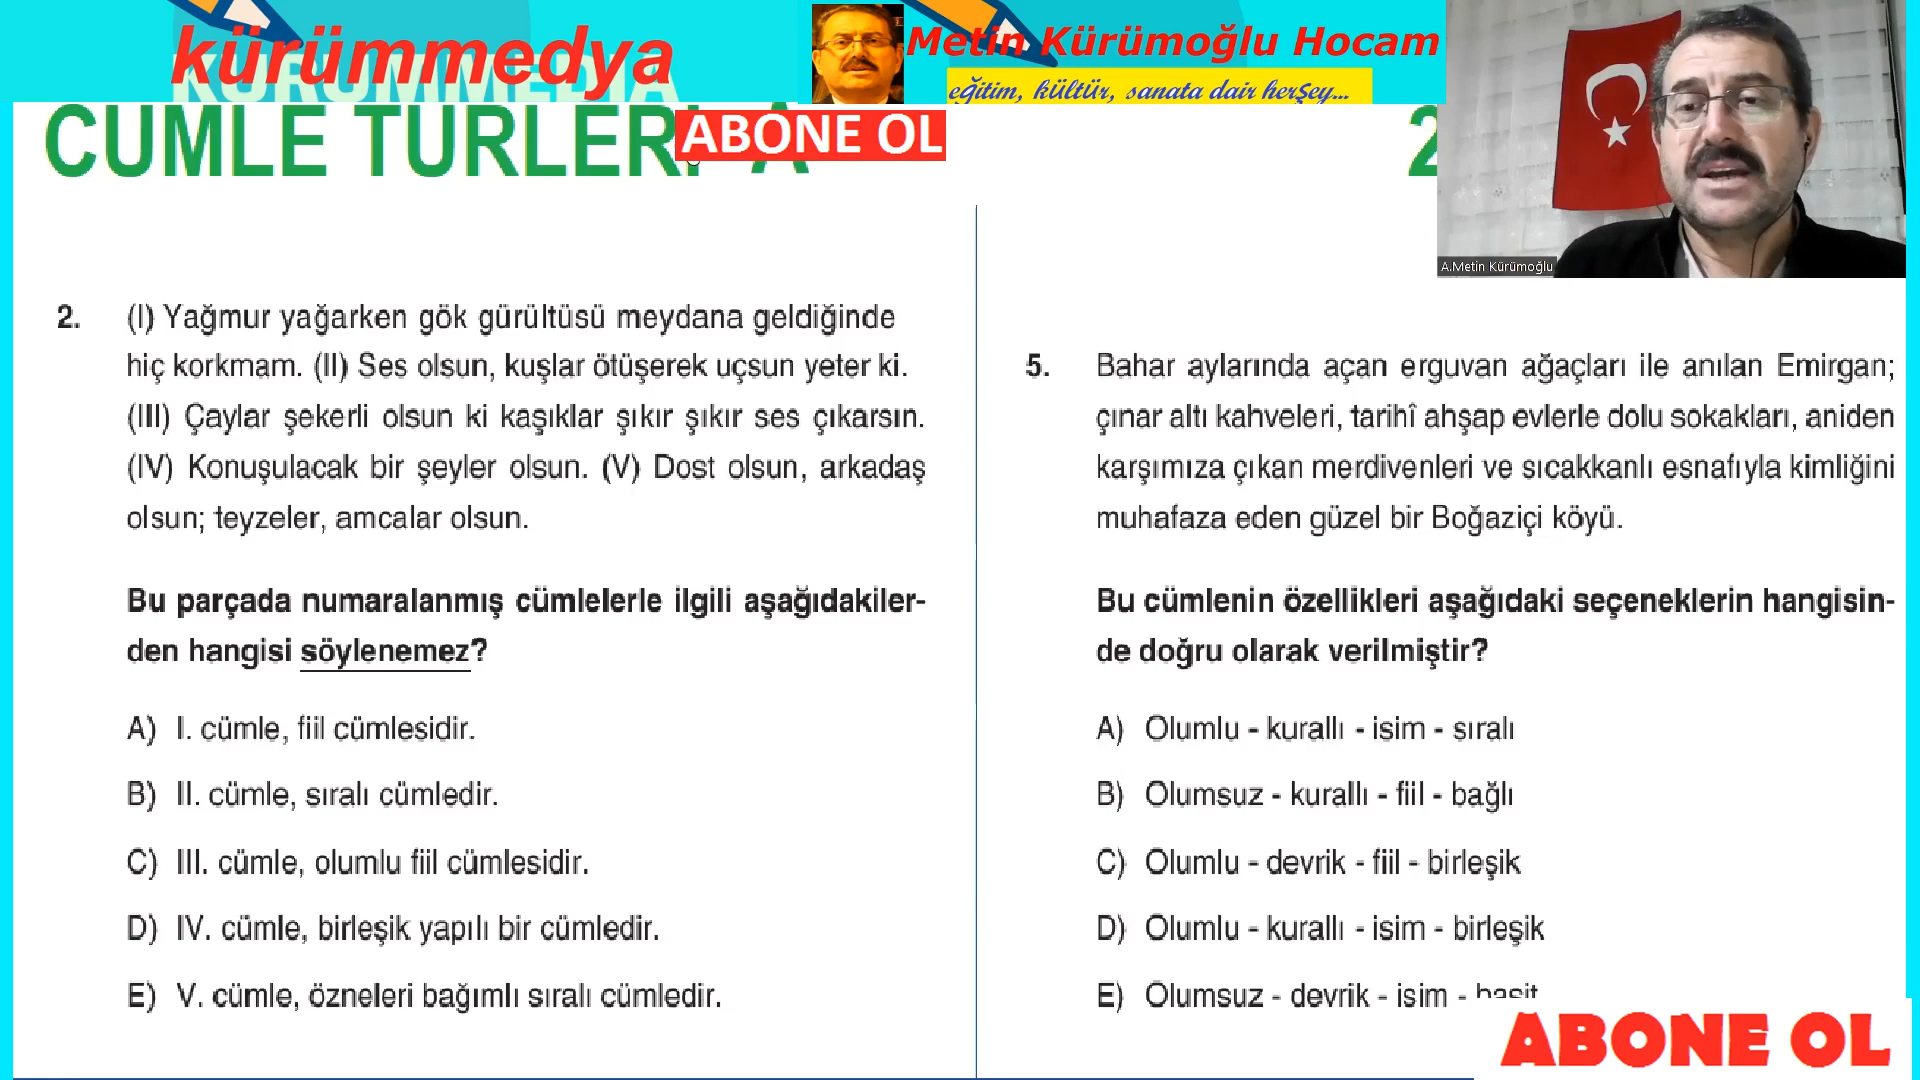 kürümmedya
KURUMMEDIA
Metin Kürümoğlu Hocam
eğitim, kültür, sanata dair herşey...
CÜMLE TÜRLERİ A
ABONE OL
2
A.Metin Kürümoğlu
2. (I) Yağmur yağarken gök gürültüsü meydana geldiğinde
hiç korkmam. (II) Ses olsun, kuşlar ötüşerek uçsun yeter ki.
(III) Çaylar şekerli olsun ki kaşıklar şıkır şıkır ses çıkarsın.
(IV) Konuşulacak bir şeyler olsun. (V) Dost olsun, arkadaş
olsun; teyzeler, amcalar olsun.
Bu parçada numaralanmış cümlelerle ilgili aşağıdakiler-
den hangisi söylenemez?
A) I. cümle, fiil cümlesidir.
B) II. cümle, sıralı cümledir.
C) III. cümle, olumlu fiil cümlesidir.
D) IV. cümle, birleşik yapılı bir cümledir.
E) V. cümle, özneleri bağımlı sıralı cümledir.
5. Bahar aylarında açan erguvan ağaçları ile anılan Emirgan;
çınar altı kahveleri, tarihî ahşap evlerle dolu sokakları, aniden
karşımıza çıkan merdivenleri ve sıcakkanlı esnafıyla kimliğini
muhafaza eden güzel bir Boğaziçi köyü.
Bu cümlenin özellikleri aşağıdaki seçeneklerin hangisin-
de doğru olarak verilmiştir?
A) Olumlu - kurallı - isim - sıralı
B) Olumsuz - kurallı - fiil - bağlı
C) Olumlu - devrik - fiil - birleşik
D) Olumlu - kurallı - isim - birleşik
E) Olumsuz - devrik - isim - basit
ABONE OL